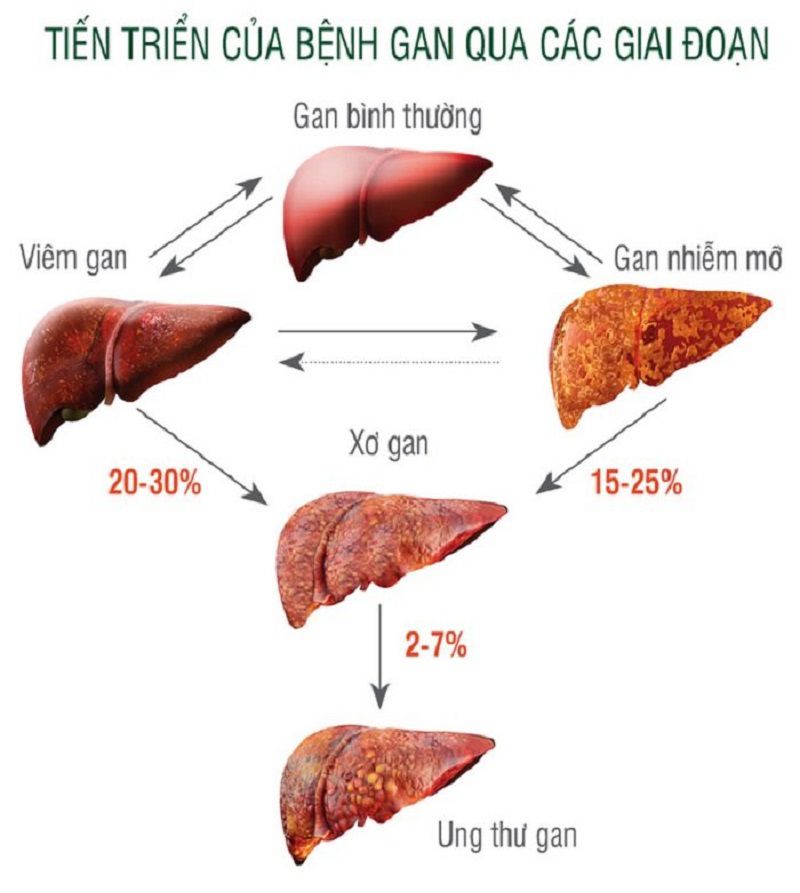 TIẾN TRIỂN CỦA BỆNH GAN QUA CÁC GIAI ĐOẠN
Gan bình thường
Viêm gan
Gan nhiễm mỡ
Xơ gan
20-30%
15-25%
2-7%
Ung thư gan